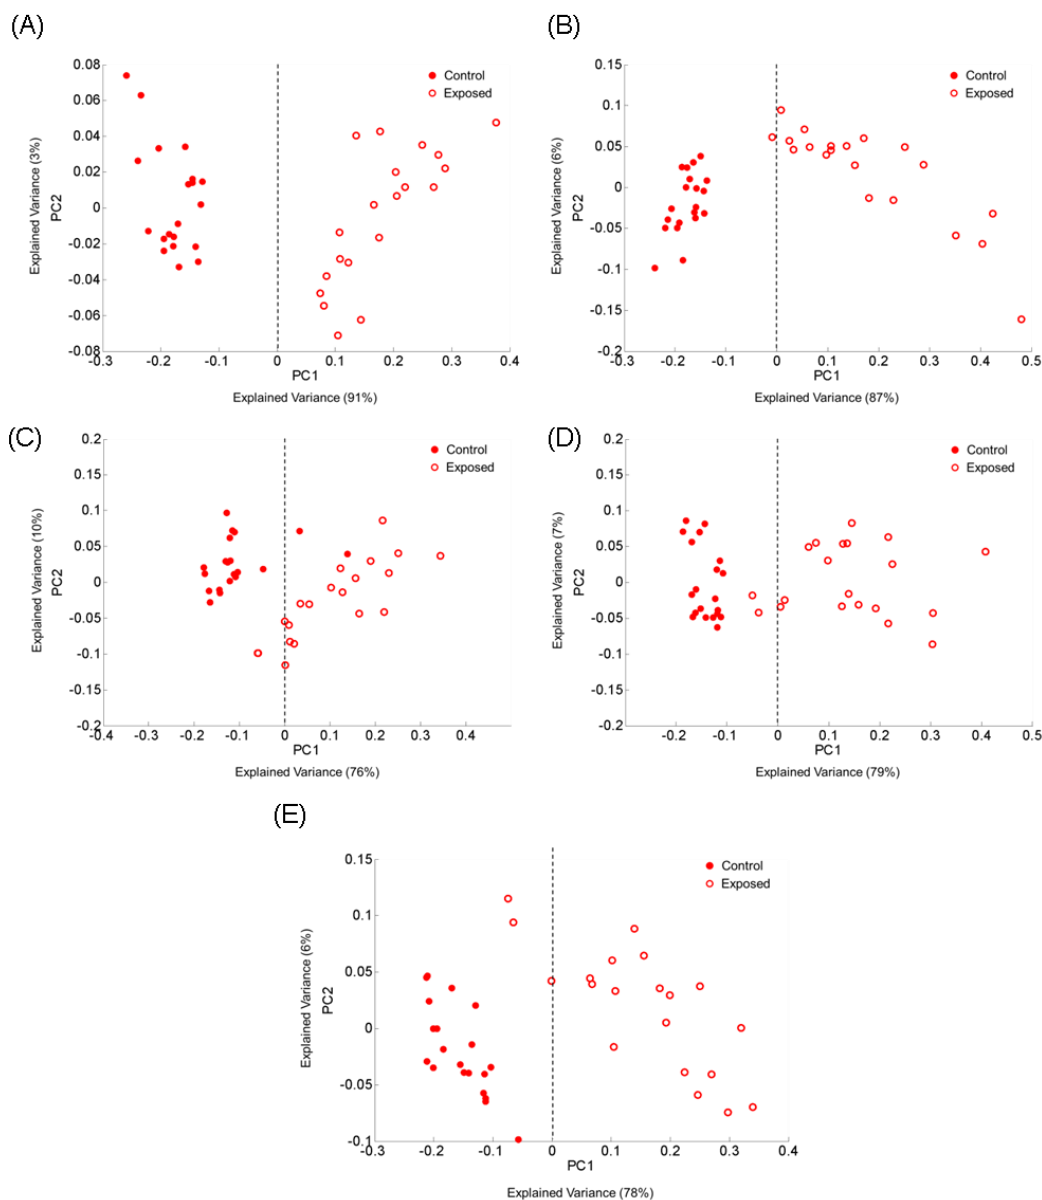 (A)
0.08
0.06
0.04
0.02
0
-0.02
-0.04
-0.06
-0.08
Explained Variance (3%)
PC2
Control
Exposed
-0.3 -0.2 -0.1 0 0.1 0.2 0.3 0.4
PC1
Explained Variance (91%)
(B)
0.15
0.1
0.05
0
-0.05
-0.1
-0.15
-0.2
Explained Variance (6%)
PC2
Control
Exposed
-0.3 -0.2 -0.1 0 0.1 0.2 0.3 0.4 0.5
PC1
Explained Variance (87%)
(C)
0.2
0.15
0.1
0.05
0
-0.05
-0.1
-0.15
-0.2
Explained Variance (10%)
PC2
Control
Exposed
-0.4 -0.3 -0.2 -0.1 0 0.1 0.2 0.3 0.4
PC1
Explained Variance (76%)
(D)
0.2
0.15
0.1
0.05
0
-0.05
-0.1
-0.15
-0.2
Explained Variance (7%)
PC2
Control
Exposed
-0.2 -0.1 0 0.1 0.2 0.3 0.4 0.5
PC1
Explained Variance (79%)
(E)
0.15
0.1
0.05
0
-0.05
-0.1
Explained Variance (6%)
PC2
Control
Exposed
-0.3 -0.2 -0.1 0 0.1 0.2 0.3 0.4
PC1
Explained Variance (78%)